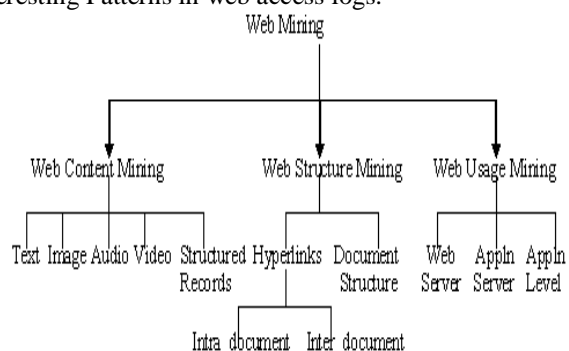 eresting Patterns in web access logs.
Web Mining
Web Content Mining Web Structure Mining Web Usage Mining
Text Image Audio Video Structured Records Hyperlinks Document Structure Web Server Appln Server Appln Level
Intra document Inter document